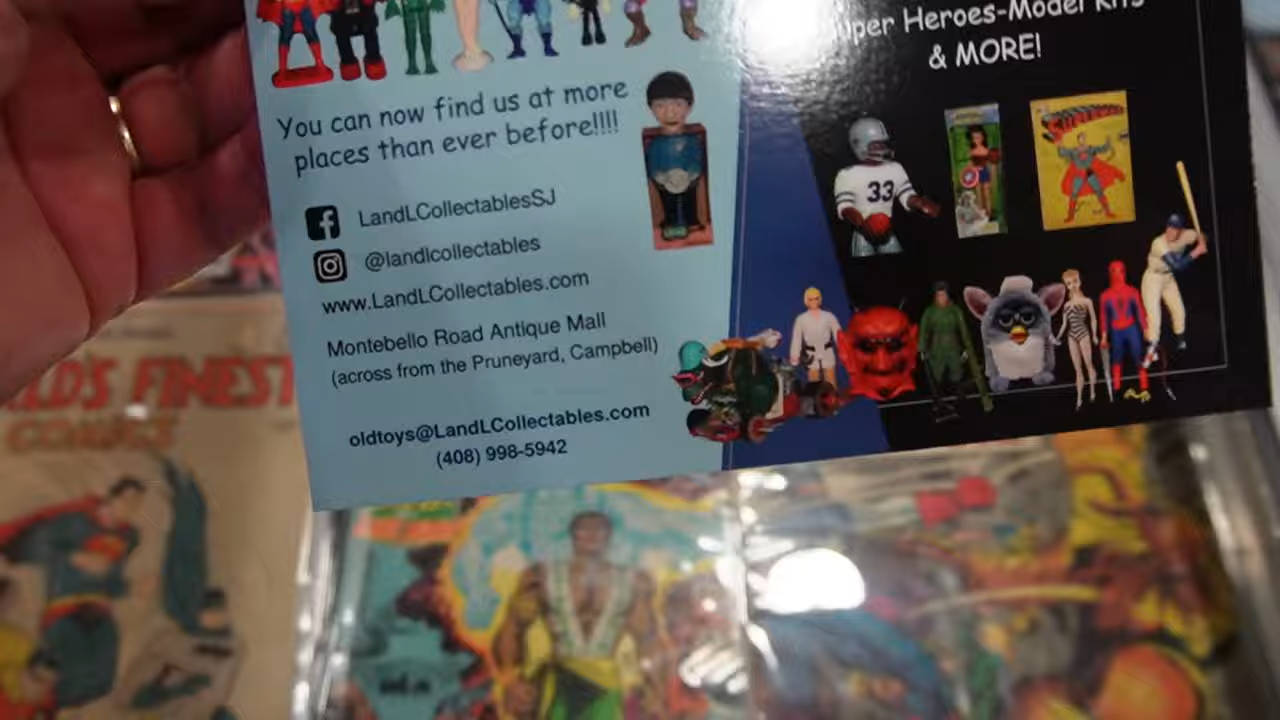 You can now find us at more
places than ever before!!!!
LandLCollectablesSJ
@landlcollectables
www.LandLCollectables.com
Montebello Road Antique Mall
(across from the Pruneyard, Campbell)
oldtoys@LandLCollectables.com
(408) 998-5942
Heroes-Model Kits
& MORE!
33
SUPERMAN
FINEST
COMICS